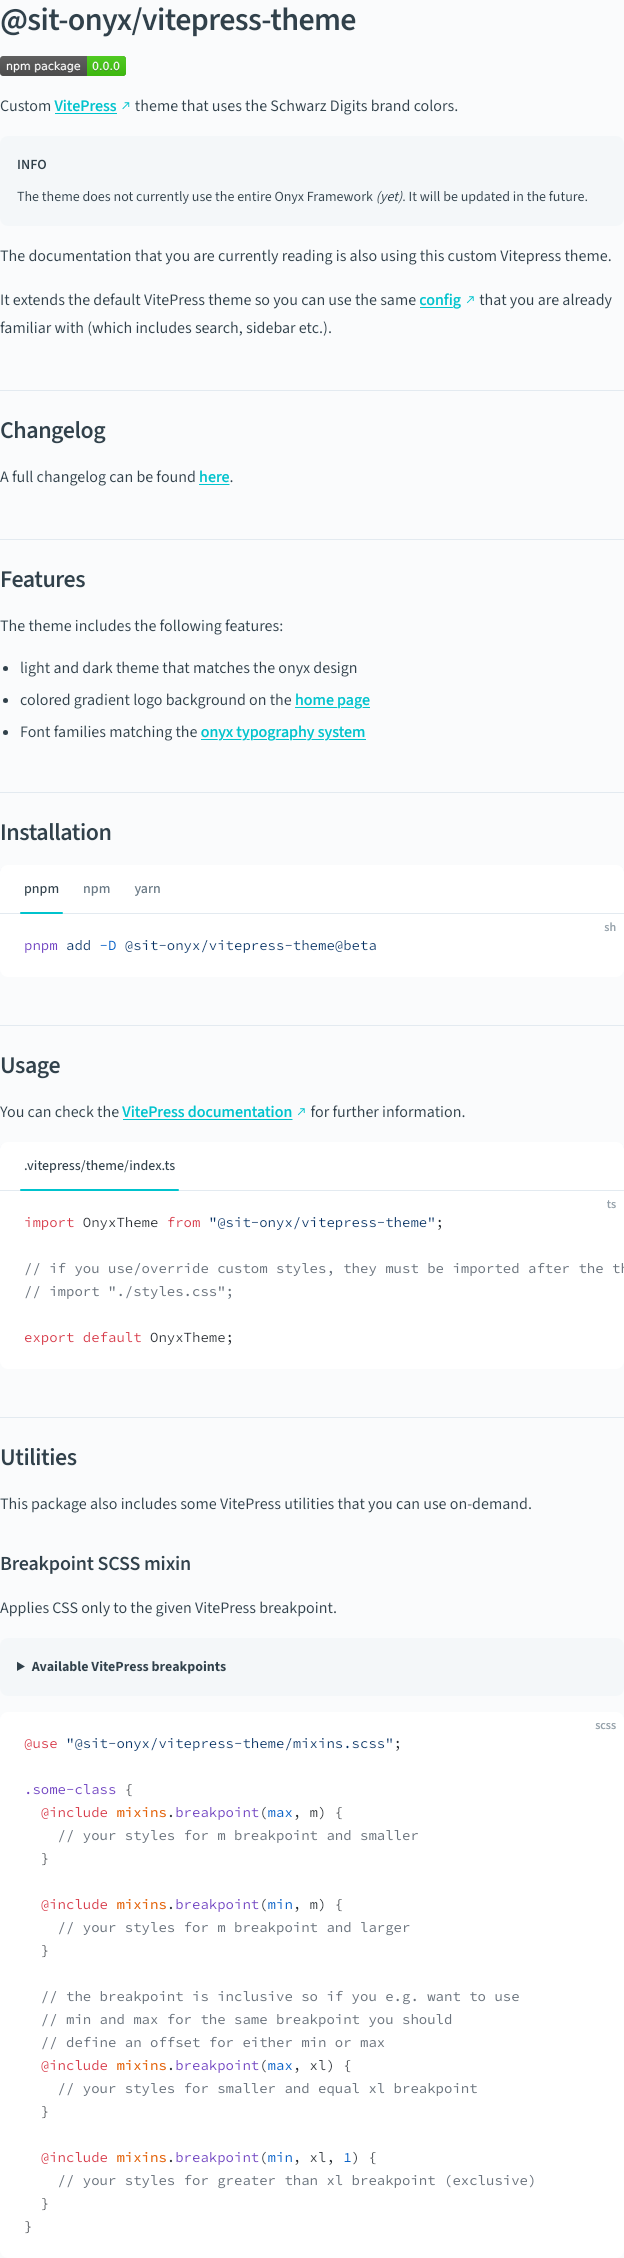 @sit-onyx/vitepress-theme
npm package 0.0.0
Custom VitePress ↗ theme that uses the Schwarz Digits brand colors.
INFO
The theme does not currently use the entire Onyx Framework (yet). It will be updated in the future.
The documentation that you are currently reading is also using this custom Vitepress theme.
It extends the default VitePress theme so you can use the same config ↗ that you are already
familiar with (which includes search, sidebar etc.).
Changelog
A full changelog can be found here.
Features
The theme includes the following features:
• light and dark theme that matches the onyx design
• colored gradient logo background on the home page
• Font families matching the onyx typography system
Installation
pnpm npm yarn
sh
pnpm add -D @sit-onyx/vitepress-theme@beta
Usage
You can check the VitePress documentation ↗ for further information.
.vitepress/theme/index.ts
ts
import OnyxTheme from "@sit-onyx/vitepress-theme";
// if you use/override custom styles, they must be imported after the
// import "./styles.css";
export default OnyxTheme;
Utilities
This package also includes some VitePress utilities that you can use on-demand.
Breakpoint SCSS mixin
Applies CSS only to the given VitePress breakpoint.
▶ Available VitePress breakpoints
scss
@use "@sit-onyx/vitepress-theme/mixins.scss";
.some-class {
  @include mixins.breakpoint(max, m) {
    // your styles for m breakpoint and smaller
  }
  @include mixins.breakpoint(min, m) {
    // your styles for m breakpoint and larger
  }
  // the breakpoint is inclusive so if you e.g. want to use
  // min and max for the same breakpoint you should
  // define an offset for either min or max
  @include mixins.breakpoint(max, xl) {
    // your styles for smaller and equal xl breakpoint
  }
  @include mixins.breakpoint(min, xl, 1) {
    // your styles for greater than xl breakpoint (exclusive)
  }
}